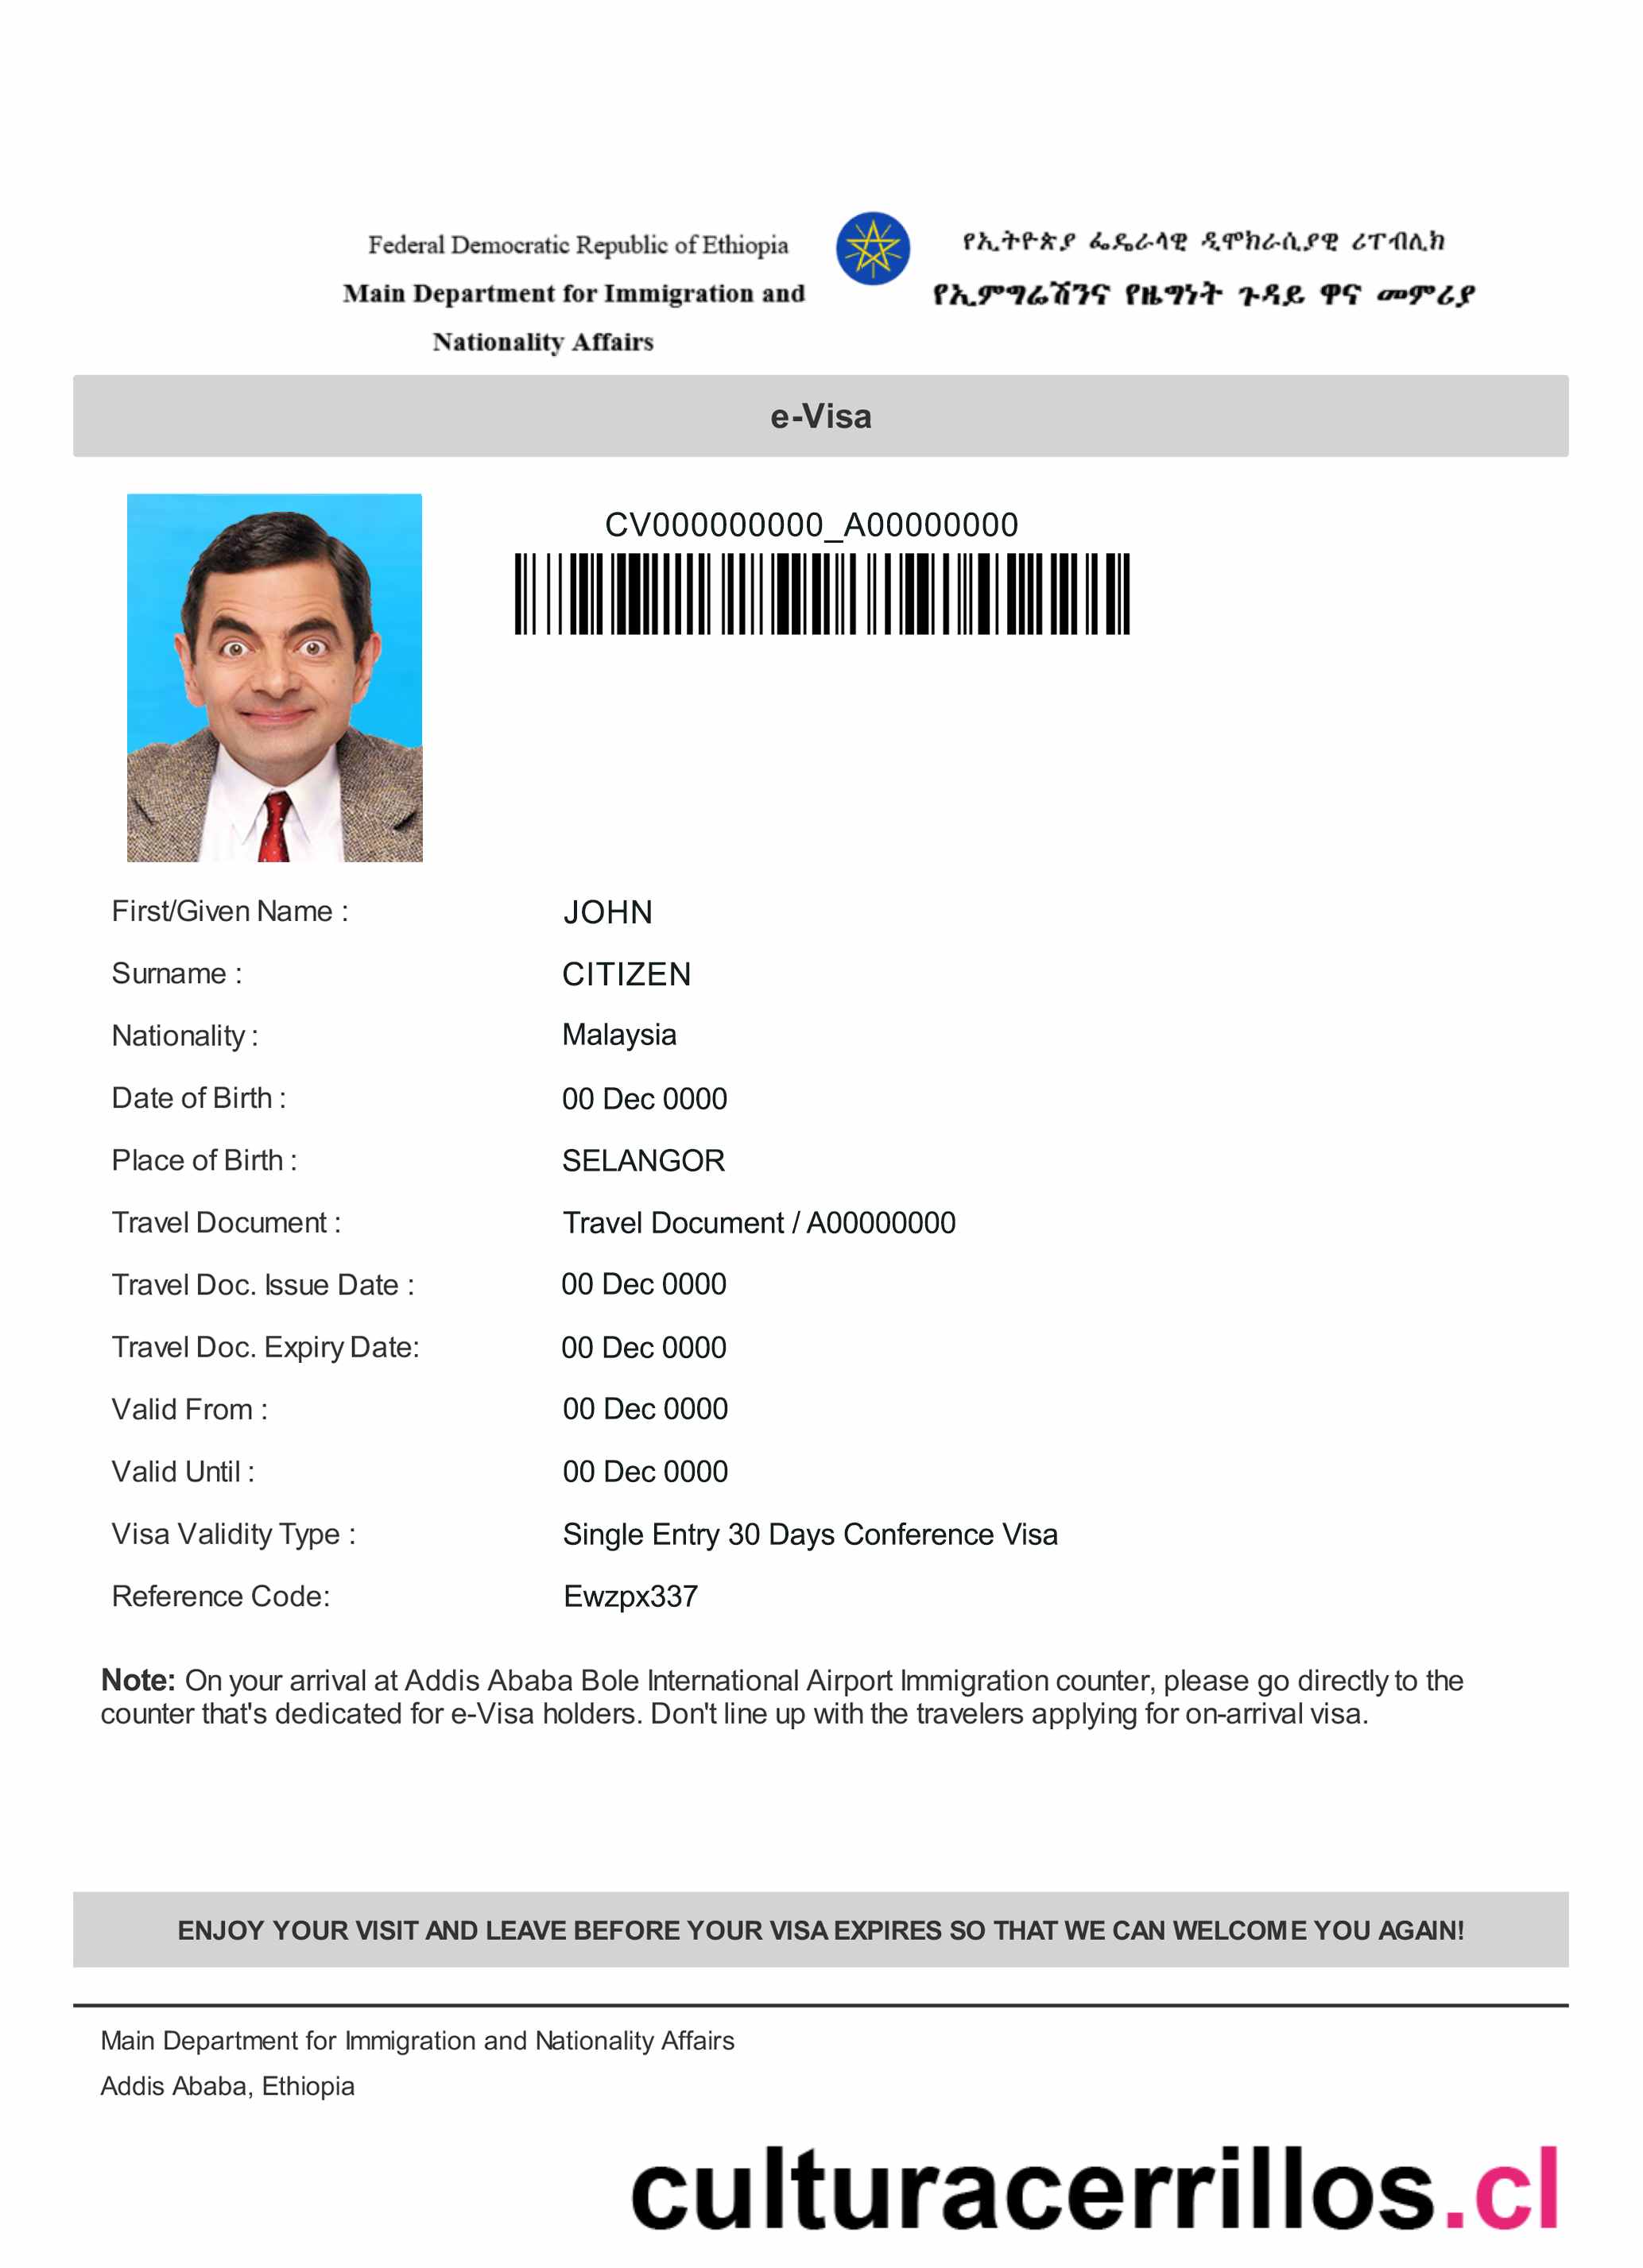 Federal Democratic Republic of Ethiopia
Main Department for Immigration and
Nationality Affairs
የኢትዮጵያ ፌዴራላዊ ዲሞክራሲያዊ ሪፐብሊክ
የኢምግሬሽንና የዜግነት ጉዳይ ዋና መምሪያ
e-Visa
CV000000000_A00000000
First/Given Name : JOHN
Surname : CITIZEN
Nationality : Malaysia
Date of Birth : 00 Dec 0000
Place of Birth : SELANGOR
Travel Document : Travel Document / A00000000
Travel Doc. Issue Date : 00 Dec 0000
Travel Doc. Expiry Date: 00 Dec 0000
Valid From : 00 Dec 0000
Valid Until : 00 Dec 0000
Visa Validity Type : Single Entry 30 Days Conference Visa
Reference Code: Ewzpx337
Note: On your arrival at Addis Ababa Bole International Airport Immigration counter, please go directly to the
counter that's dedicated for e-Visa holders. Don't line up with the travelers applying for on-arrival visa.
ENJOY YOUR VISIT AND LEAVE BEFORE YOUR VISA EXPIRES SO THAT WE CAN WELCOME YOU AGAIN!
Main Department for Immigration and Nationality Affairs
Addis Ababa, Ethiopia
culturacerrillos.cl